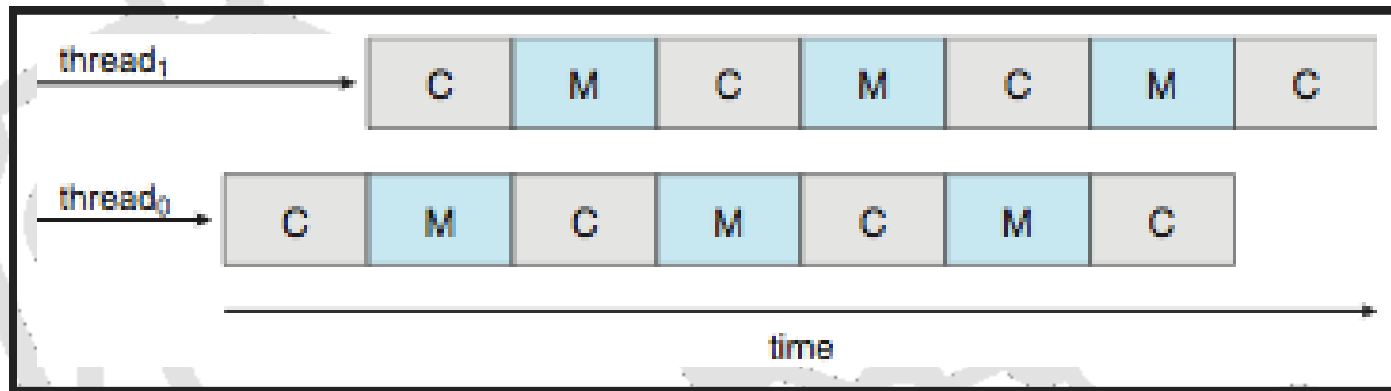 thread₁ C M C M C M C
thread₀ C M C M C M C
time